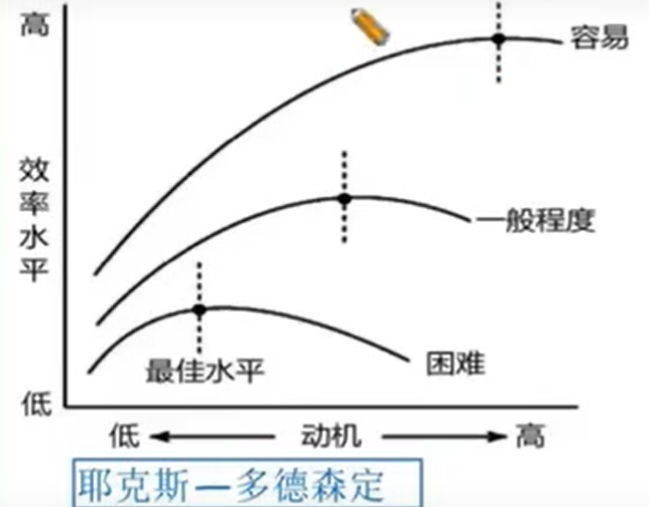 高
容易
效率水平
一般程度
最佳水平
困难
低
低 动机 高
耶克斯—多德森定